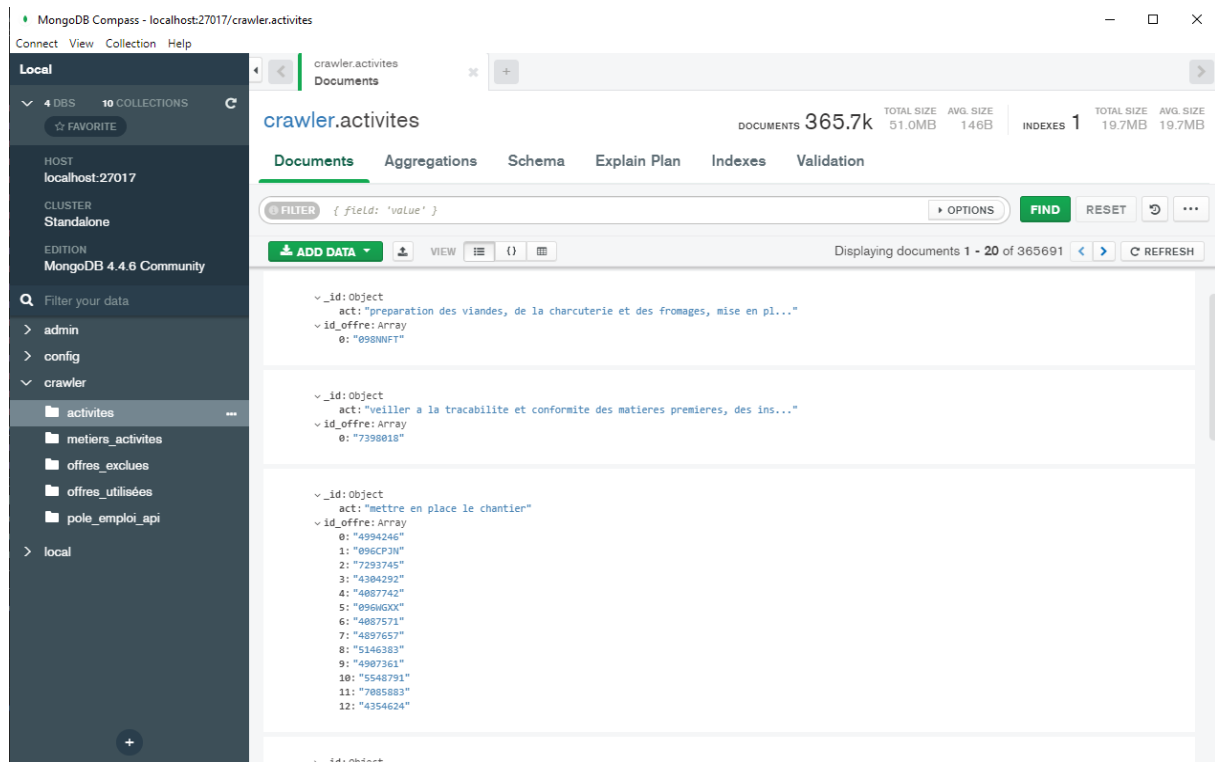 MongoDB Compass - localhost:27017/crawler.activites
Connect View Collection Help
Local
4 DBS 10 COLLECTIONS
FAVORITE
HOST
localhost:27017
CLUSTER
Standalone
EDITION
MongoDB 4.4.6 Community
Filter your data
admin
config
crawler
activites
metiers_activites
offres_exclues
offres_utilisées
pole_emploi_api
local
crawler.activites
Documents
crawler.activites
DOCUMENTS 365.7k TOTAL SIZE 51.0MB AVG. SIZE 146B INDEXES 1 TOTAL SIZE 19.7MB AVG. SIZE 19.7MB
Documents Aggregations Schema Explain Plan Indexes Validation
FILTER { field: 'value' } OPTIONS FIND RESET
ADD DATA VIEW {} Displaying documents 1 - 20 of 365691 REFRESH
_id: Object
act: "preparation des viandes, de la charcuterie et des fromages, mise en pl..."
id_offre: Array
0: "098NNFT"
_id: Object
act: "veiller a la tracabilite et conformite des matieres premieres, des ins..."
id_offre: Array
0: "7398018"
_id: Object
act: "mettre en place le chantier"
id_offre: Array
0: "4994246"
1: "096CPJN"
2: "7293745"
3: "4304292"
4: "4087742"
5: "096WGXX"
6: "4087571"
7: "4897657"
8: "5146383"
9: "4907361"
10: "5548791"
11: "7085883"
12: "4354624"
_id: Object